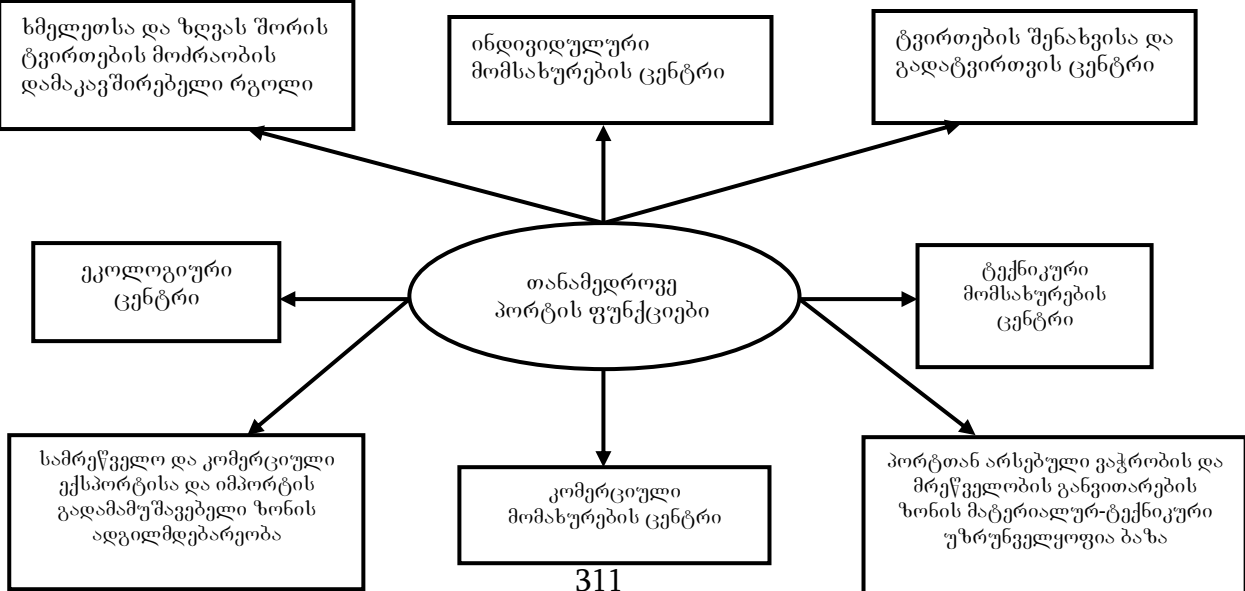 ხმელეთსა და ზღვას შორის
ტვირთების მოძრაობის
დამაკავშირებელი რგოლი
ინდივიდულური
მომსახურების ცენტრი
ტვირთების შენახვისა და
გადატვირთვის ცენტრი
ეკოლოგიური
ცენტრი
თანამედროვე
პორტის ფუნქციები
ტექნიკური
მომსახურების
ცენტრი
სამრეწველო და კომერციული
ექსპორტისა და იმპორტის
გადამამუშავებელი ზონის
ადგილმდებარეობა
კომერციული
მომახურების ცენტრი
პორტთან არსებული ვაჭრობის და
მრეწველობის განვითარების
ზონის მატერიალურ-ტექნიკური
უზრუნველყოფია ბაზა
311